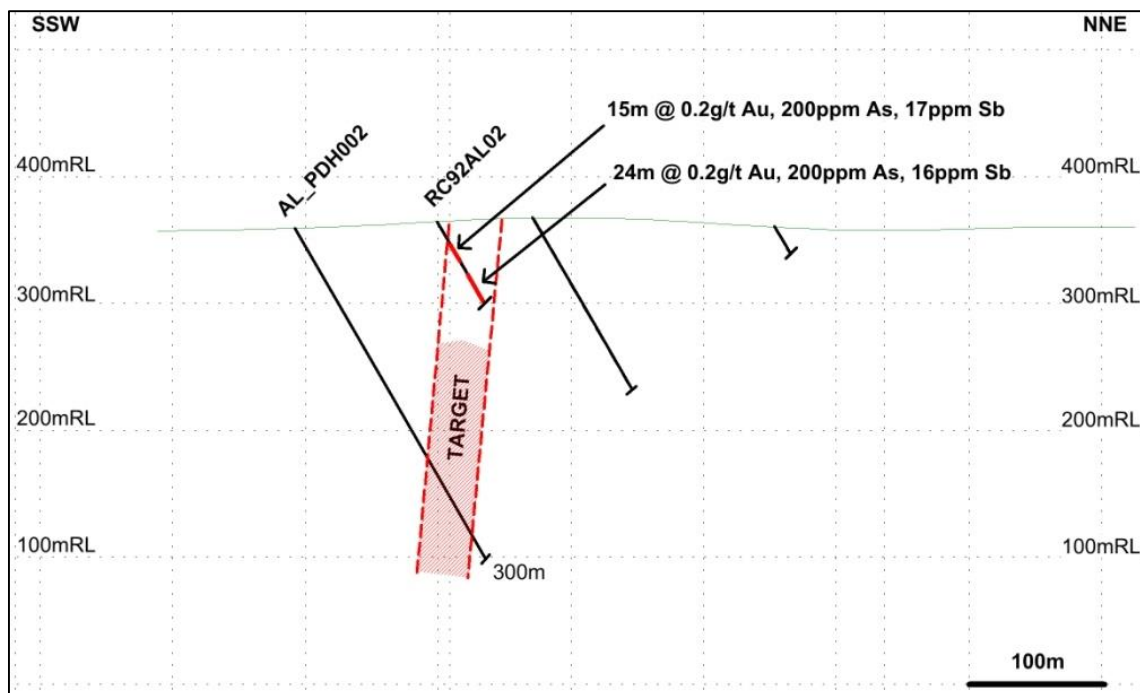 SSW
NNE
15m @ 0.2g/t Au, 200ppm As, 17ppm Sb
24m @ 0.2g/t Au, 200ppm As, 16ppm Sb
AL_PDH002
RC92AL02
400mRL
400mRL
300mRL
300mRL
TARGET
200mRL
200mRL
100mRL
100mRL
300m
100m